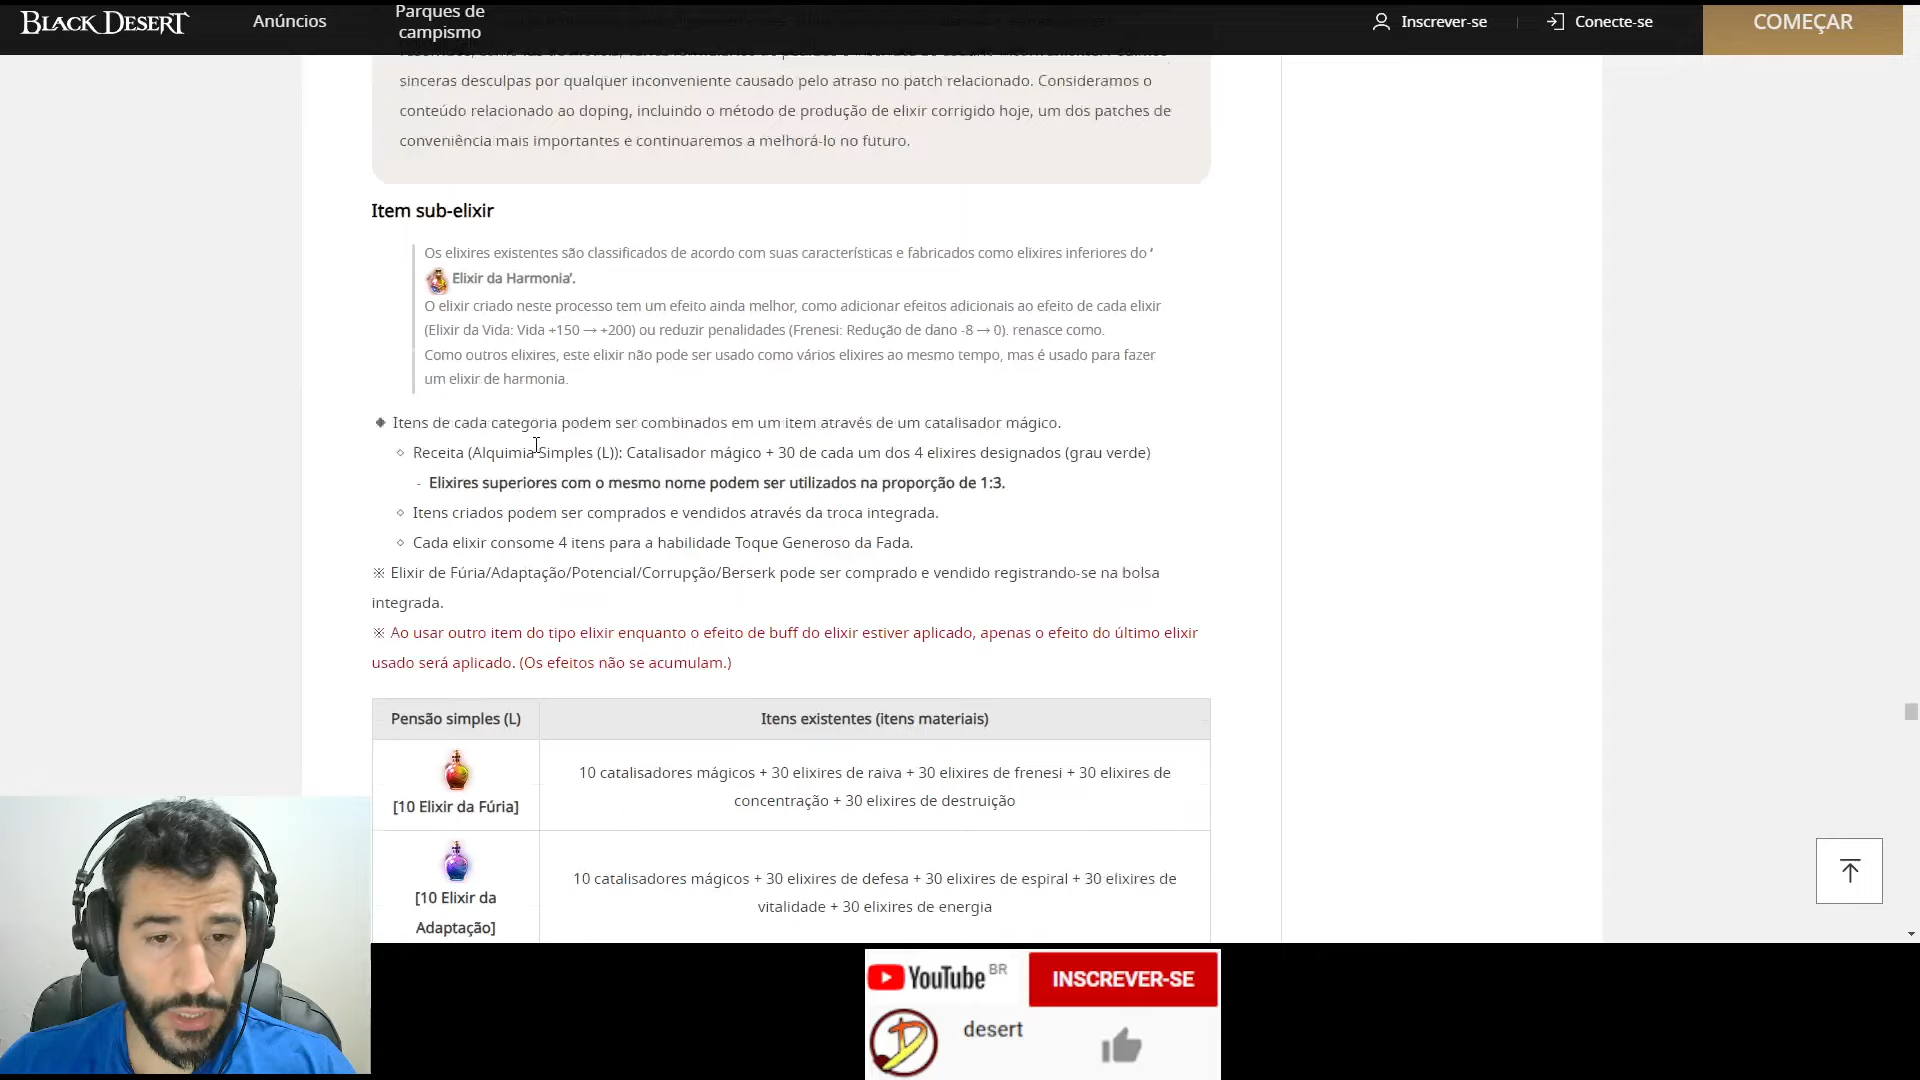 BLACK DESERT
Anúncios
Parques de
campismo
Inscrever-se
Conecte-se
COMEÇAR
sinceras desculpas por qualquer inconveniente causado pelo atraso no patch relacionado. Consideramos o
conteúdo relacionado ao doping, incluindo o método de produção de elixir corrigido hoje, um dos patches de
conveniência mais importantes e continuaremos a melhorá-lo no futuro.
Item sub-elixir
Os elixires existentes são classificados de acordo com suas características e fabricados como elixires inferiores do '
Elixir da Harmonia'.
O elixir criado neste processo tem um efeito ainda melhor, como adicionar efeitos adicionais ao efeito de cada elixir
(Elixir da Vida: Vida +150 → +200) ou reduzir penalidades (Frenesi: Redução de dano -8 → 0). renasce como.
Como outros elixires, este elixir não pode ser usado como vários elixires ao mesmo tempo, mas é usado para fazer
um elixir de harmonia.
◆ Itens de cada categoria podem ser combinados em um item através de um catalisador mágico.
◇ Receita (Alquimia Simples (L)): Catalisador mágico + 30 de cada um dos 4 elixires designados (grau verde)
- Elixires superiores com o mesmo nome podem ser utilizados na proporção de 1:3.
◇ Itens criados podem ser comprados e vendidos através da troca integrada.
◇ Cada elixir consome 4 itens para a habilidade Toque Generoso da Fada.
※ Elixir de Fúria/Adaptação/Potencial/Corrupção/Berserk pode ser comprado e vendido registrando-se na bolsa
integrada.
※ Ao usar outro item do tipo elixir enquanto o efeito de buff do elixir estiver aplicado, apenas o efeito do último elixir
usado será aplicado. (Os efeitos não se acumulam.)
Pensão simples (L)
Itens existentes (itens materiais)
[10 Elixir da Fúria]
10 catalisadores mágicos + 30 elixires de raiva + 30 elixires de frenesi + 30 elixires de
concentração + 30 elixires de destruição
[10 Elixir da
Adaptação]
10 catalisadores mágicos + 30 elixires de defesa + 30 elixires de espiral + 30 elixires de
vitalidade + 30 elixires de energia
YouTube BR
INSCREVER-SE
desert